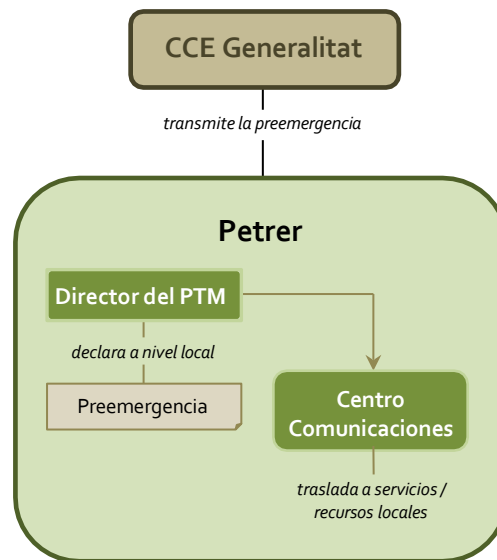 CCE Generalitat
transmite la preemergencia
Petrer
Director del PTM
declara a nivel local
Preemergencia
Centro
Comunicaciones
traslada a servicios /
recursos locales